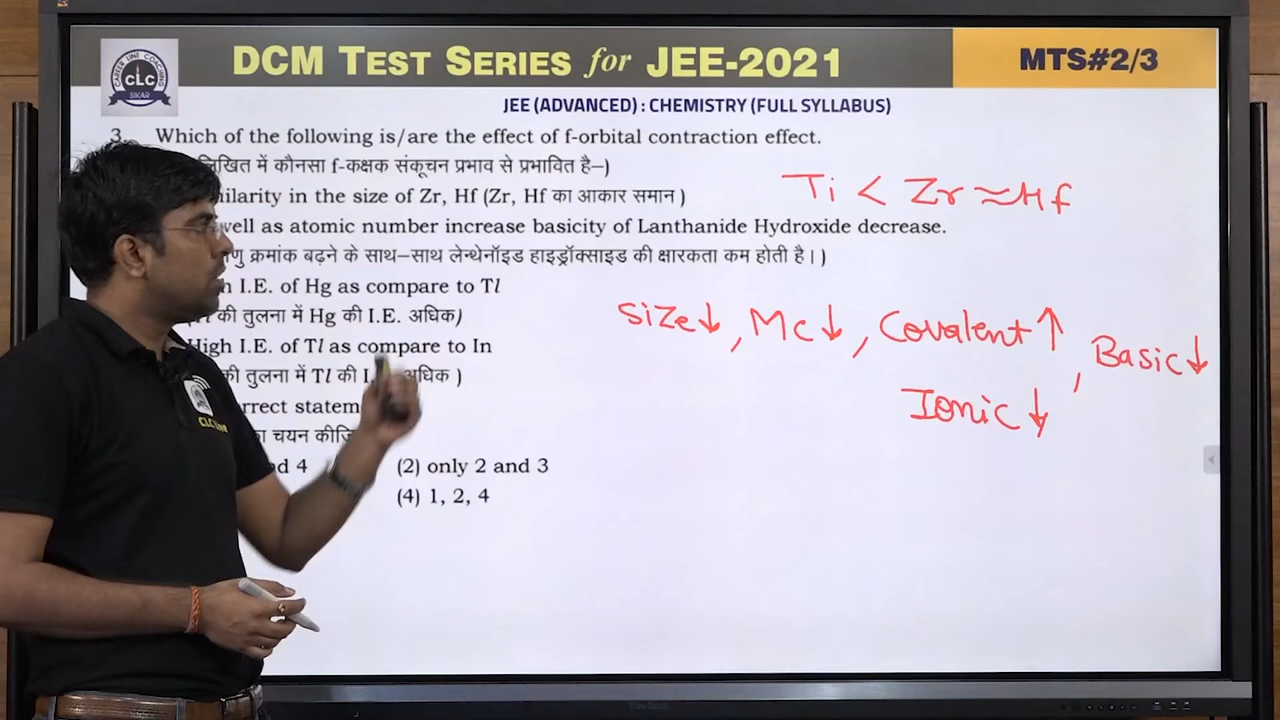 DCM TEST SERIES for JEE-2021
MTS#2/3
CAREER LINE COACHING
CLC
SIKAR
JEE (ADVANCED) : CHEMISTRY (FULL SYLLABUS)
3. Which of the following is/are the effect of f-orbital contraction effect.
लिखित में कौनसा f-कक्षक संकूचन प्रभाव से प्रभावित है–)
ilarity in the size of Zr, Hf (Zr, Hf का आकार समान )
Ti < Zr ≈ Hf
well as atomic number increase basicity of Lanthanide Hydroxide decrease.
णु क्रमांक बढ़ने के साथ–साथ लेन्थेनॉइड हाइड्रॉक्साइड की क्षारकता कम होती है। )
I.E. of Hg as compare to Tl
की तुलना में Hg की I.E. अधिक)
Size↓, Mc↓, Covalent↑, Basic↓
Ionic↓
High I.E. of Tl as compare to In
की तुलना में Tl की I. अधिक )
rrect statem
का चयन कीजि
nd 4 (2) only 2 and 3
(4) 1, 2, 4
CLC Live
ViewSonic